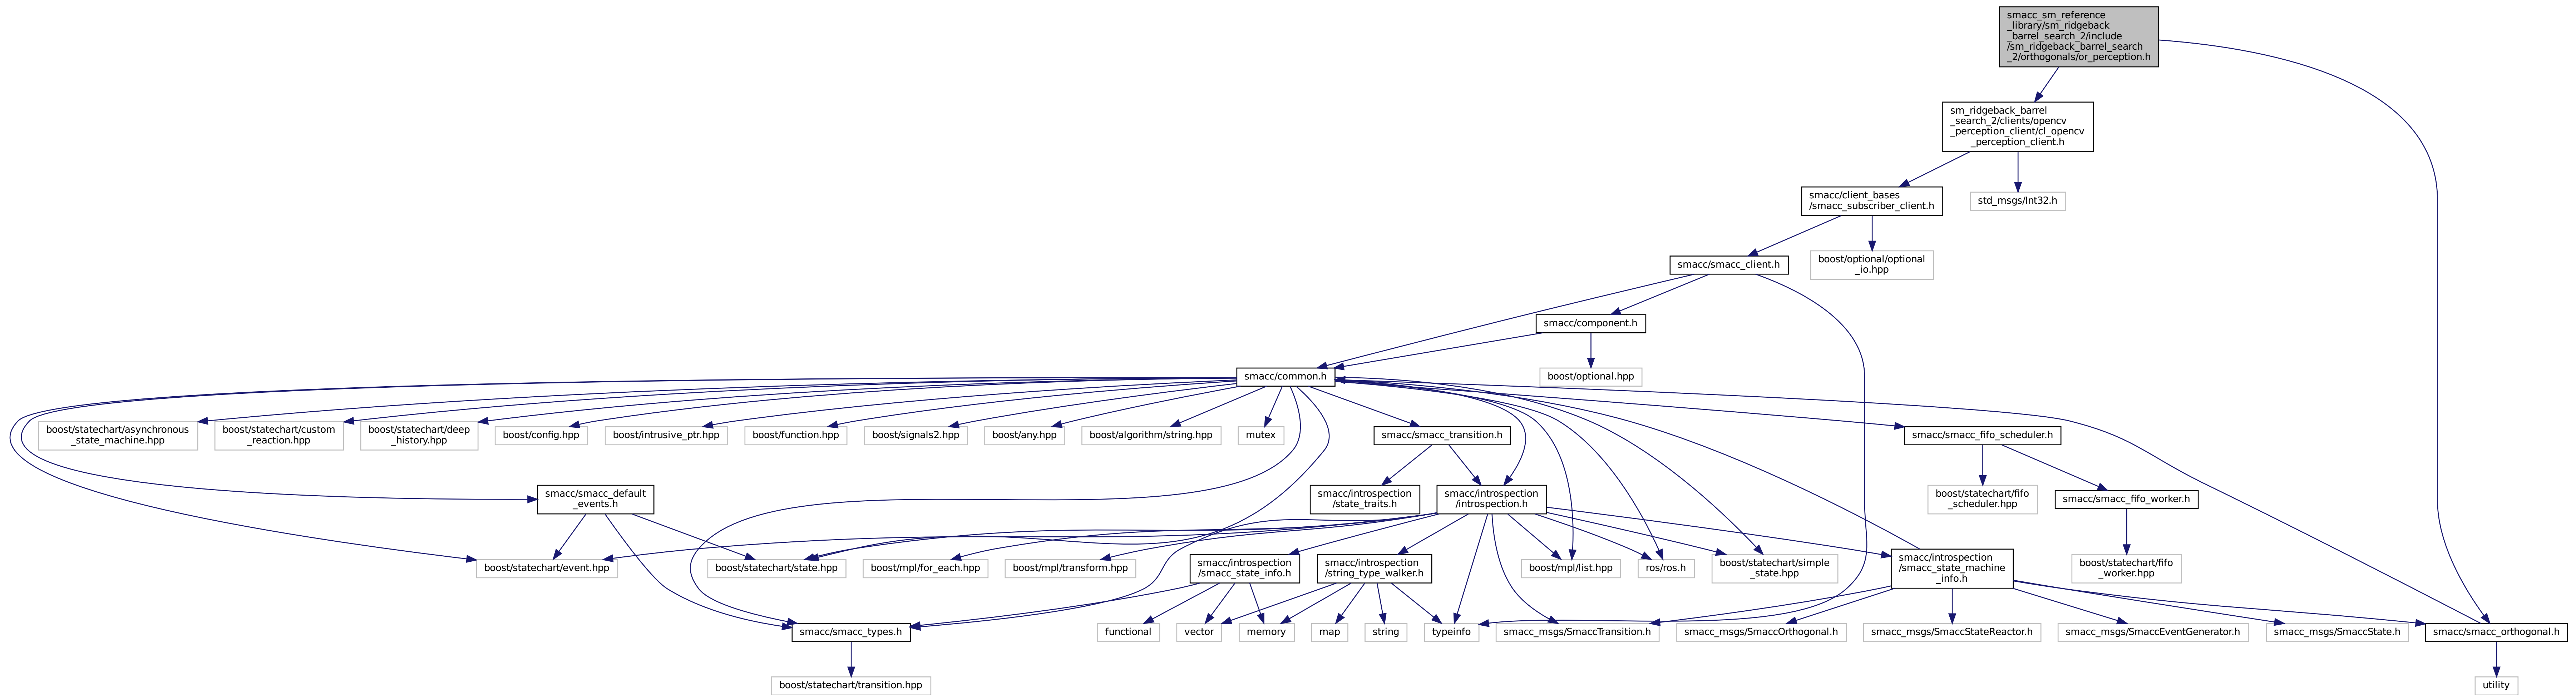 smacc_sm_reference
_library/sm_ridgeback
_barrel_search_2/include
/sm_ridgeback_barrel_search
_2/orthogonals/or_perception.h
sm_ridgeback_barrel
_search_2/clients/opencv
_perception_client/cl_opencv
_perception_client.h
smacc/client_bases
/smacc_subscriber_client.h
std_msgs/Int32.h
smacc/smacc_client.h
boost/optional/optional
_io.hpp
smacc/component.h
smacc/common.h
boost/optional.hpp
boost/statechart/asynchronous
_state_machine.hpp
boost/statechart/custom
_reaction.hpp
boost/statechart/deep
_history.hpp
boost/config.hpp
boost/intrusive_ptr.hpp
boost/function.hpp
boost/signals2.hpp
boost/any.hpp
boost/algorithm/string.hpp
mutex
smacc/smacc_transition.h
smacc/smacc_fifo_scheduler.h
smacc/smacc_default
_events.h
smacc/introspection
/state_traits.h
smacc/introspection
/introspection.h
boost/statechart/fifo
_scheduler.hpp
smacc/smacc_fifo_worker.h
boost/statechart/event.hpp
boost/statechart/state.hpp
boost/mpl/for_each.hpp
boost/mpl/transform.hpp
smacc/introspection
/smacc_state_info.h
smacc/introspection
/string_type_walker.h
boost/mpl/list.hpp
ros/ros.h
boost/statechart/simple
_state.hpp
smacc/introspection
/smacc_state_machine
_info.h
boost/statechart/fifo
_worker.hpp
smacc/smacc_types.h
functional
vector
memory
map
string
typeinfo
smacc_msgs/SmaccTransition.h
smacc_msgs/SmaccOrthogonal.h
smacc_msgs/SmaccStateReactor.h
smacc_msgs/SmaccEventGenerator.h
smacc_msgs/SmaccState.h
smacc/smacc_orthogonal.h
boost/statechart/transition.hpp
utility